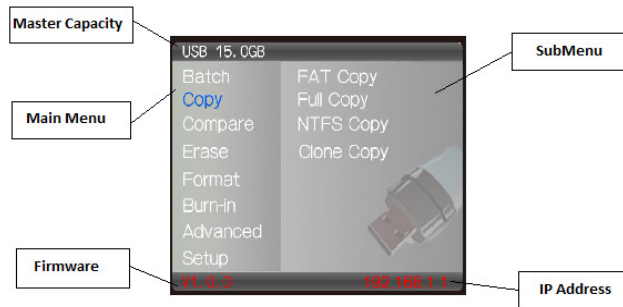 Master Capacity
USB 15.0GB
SubMenu
Batch
FAT Copy
Copy
Full Copy
Main Menu
Compare
NTFS Copy
Erase
Clone Copy
Format
Burn-in
Advanced
Setup
Firmware
V1.0.0
192.168.1.1
IP Address